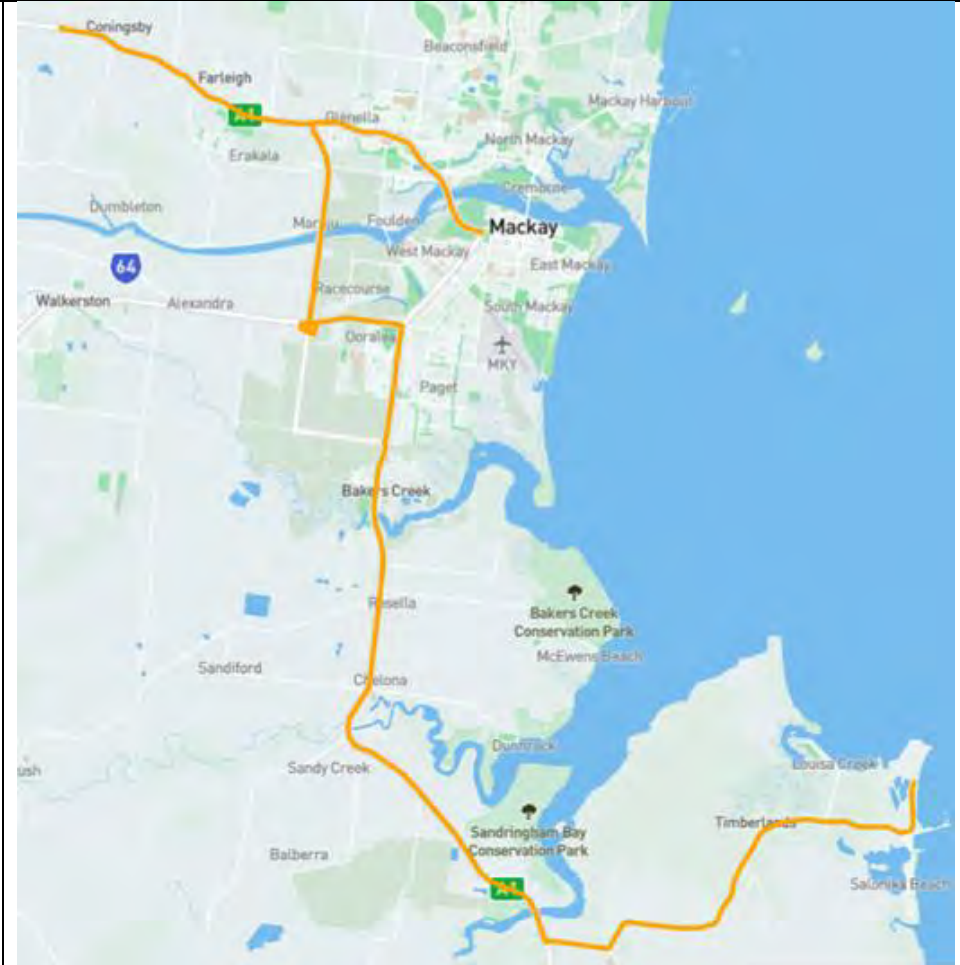 Coningsby
Beaconsfield
Farleigh
Mackay Harbour
A1
Glenella
North Mackay
Erakala
Cremorne
Dumbleton
Foulden
Mackay
West Mackay
East Mackay
64
Racecourse
Walkerston
Alexandra
South Mackay
Ooralea
MKY
Paget
Bakers Creek
Rosella
Bakers Creek
Conservation Park
McEwens Beach
Sandiford
Chelona
Dunnrock
Louisa Creek
ush
Sandy Creek
Timberlands
Sandringham Bay
Conservation Park
Balberra
A1
Salonika Beach